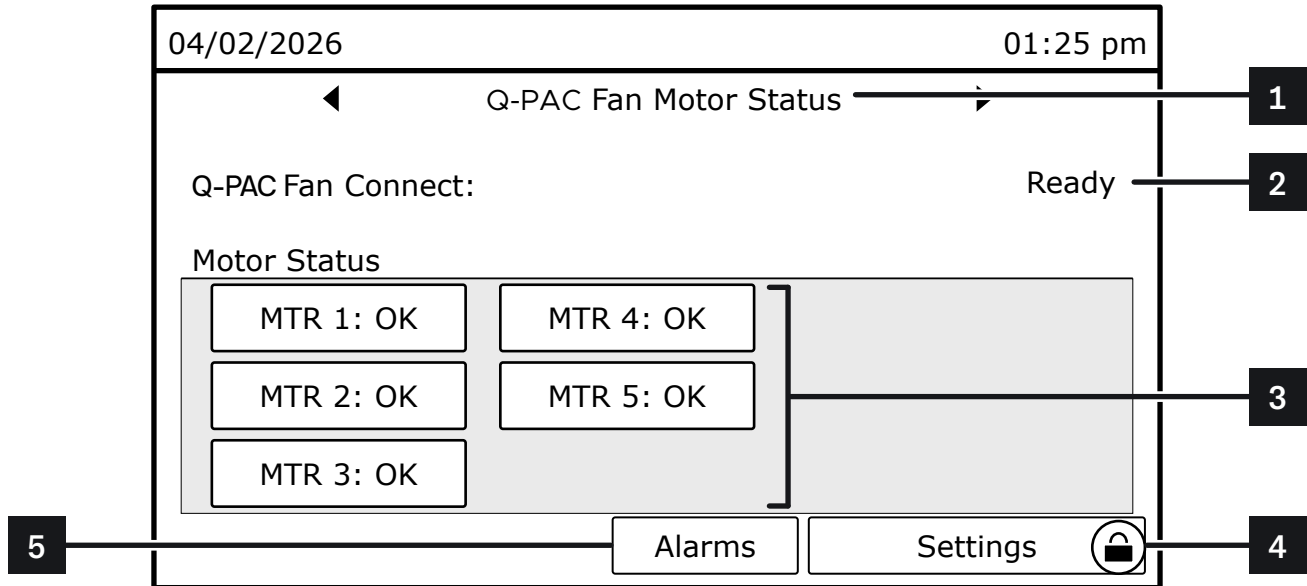 04/02/2026 01:25 pm
Q-PAC Fan Motor Status 1
Q-PAC Fan Connect: Ready 2
Motor Status
MTR 1: OK MTR 4: OK
MTR 2: OK MTR 5: OK 3
MTR 3: OK
5 Alarms Settings 4